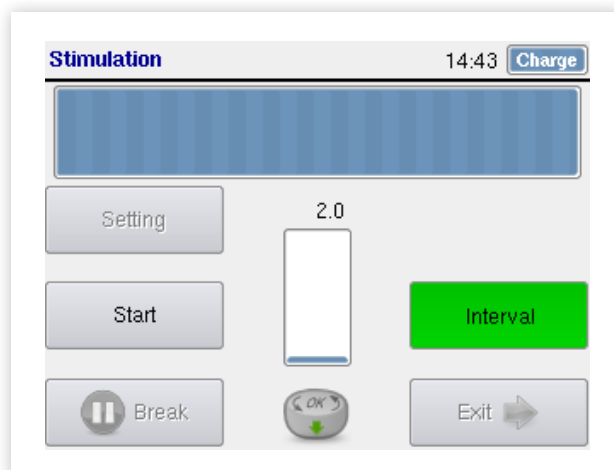 Stimulation 14:43 Charge
Setting
2.0
Start
Interval
Break
OK
Exit